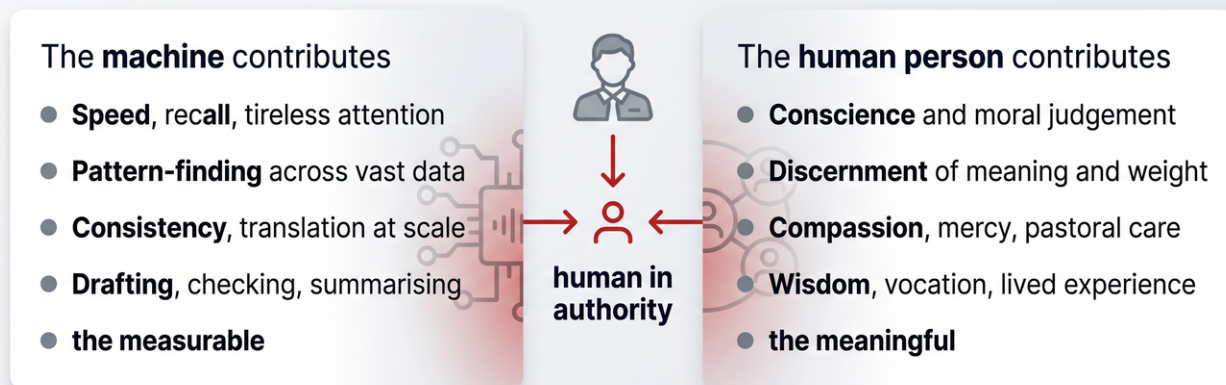 The machine contributes
Speed, recall, tireless attention
Pattern-finding across vast data
Consistency, translation at scale
Drafting, checking, summarising
the measurable
human in
authority
The human person contributes
Conscience and moral judgement
Discernment of meaning and weight
Compassion, mercy, pastoral care
Wisdom, vocation, lived experience
the meaningful